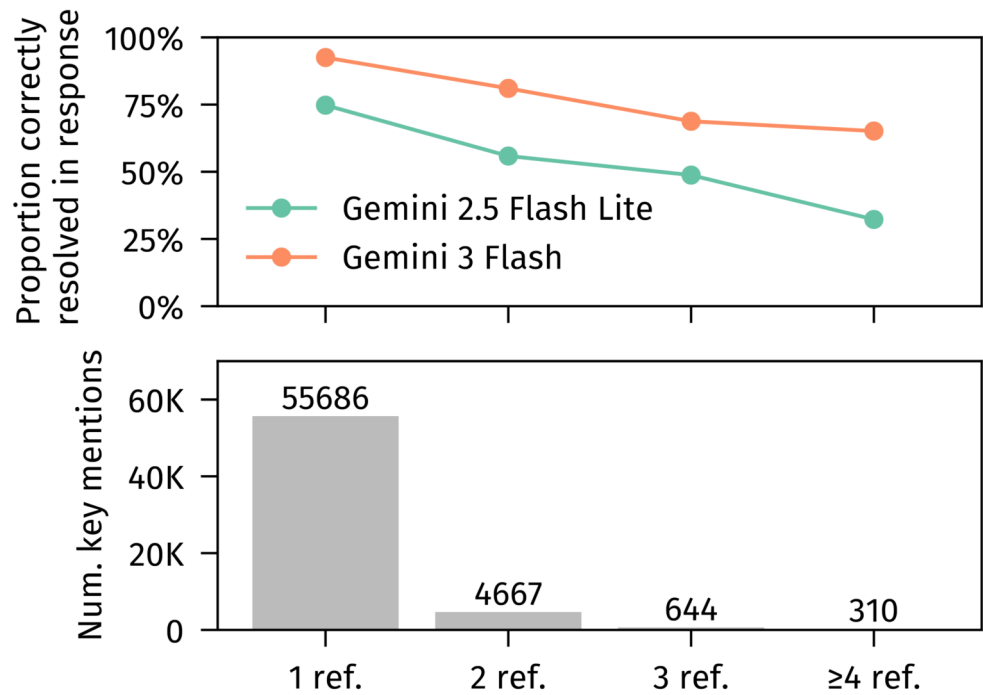 Proportion correctly
resolved in response
100%
75%
50%
25%
0%
Gemini 2.5 Flash Lite
Gemini 3 Flash
Num. key mentions
60K
40K
20K
0
55686
4667
644
310
1 ref.
2 ref.
3 ref.
≥4 ref.